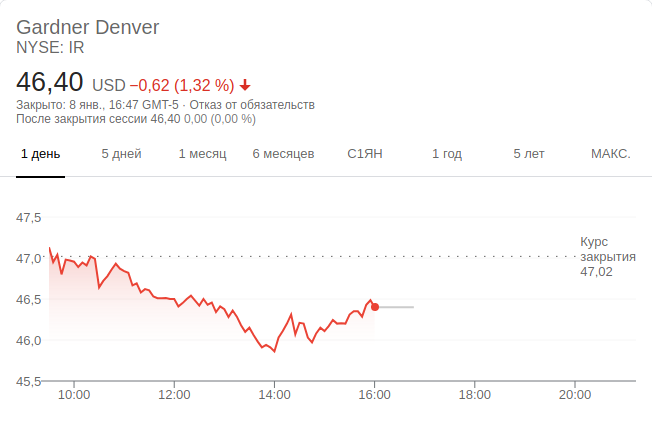 Gardner Denver
NYSE: IR
46,40 USD −0,62 (1,32 %)
Закрыто: 8 янв., 16:47 GMT-5 · Отказ от обязательств
После закрытия сессии 46,40 0,00 (0,00 %)
1 день 5 дней 1 месяц 6 месяцев С1ЯН 1 год 5 лет МАКС.
47,5
47,0
46,5
46,0
45,5
Курс
закрытия
47,02
10:00 12:00 14:00 16:00 18:00 20:00